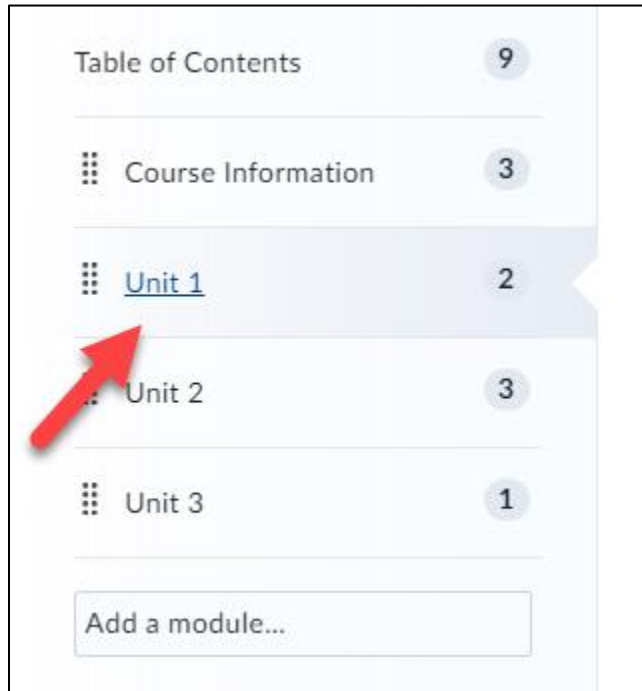 Table of Contents 9
Course Information 3
Unit 1 2
Unit 2 3
Unit 3 1
Add a module...